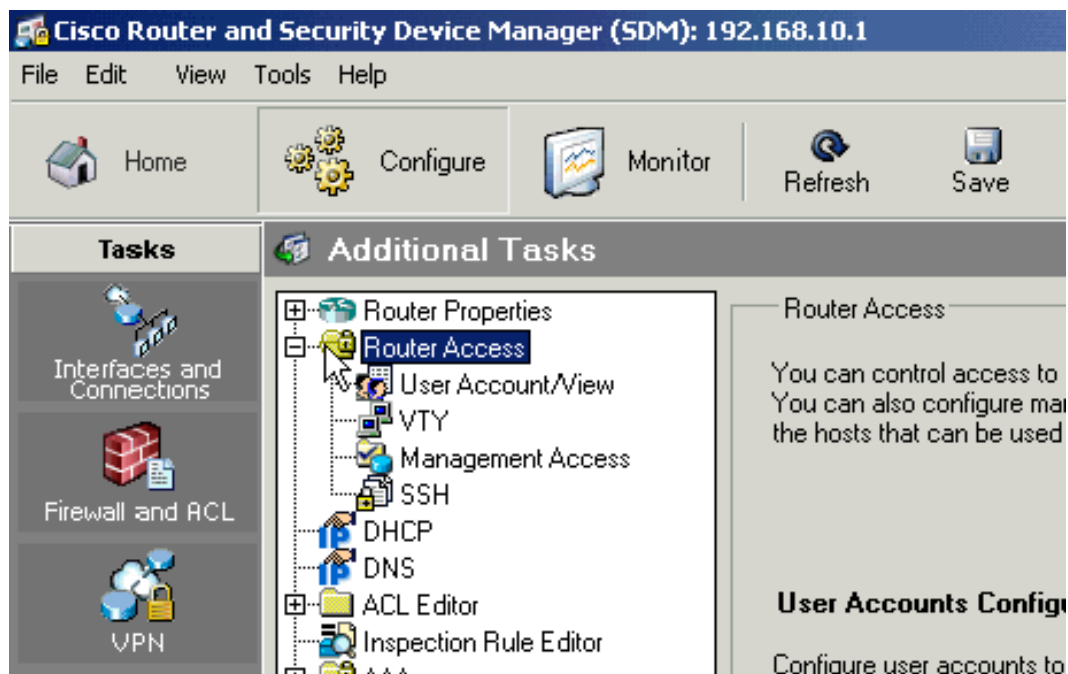 Cisco Router and Security Device Manager (SDM): 192.168.10.1
File Edit View Tools Help
Home Configure Monitor Refresh Save
Tasks
Interfaces and
Connections
Firewall and ACL
VPN
Additional Tasks
Router Properties
Router Access
User Account/View
VTY
Management Access
SSH
DHCP
DNS
ACL Editor
Inspection Rule Editor
AAA
Router Access
You can control access to
You can also configure
the hosts that can be used
User Accounts
Configure user accounts to